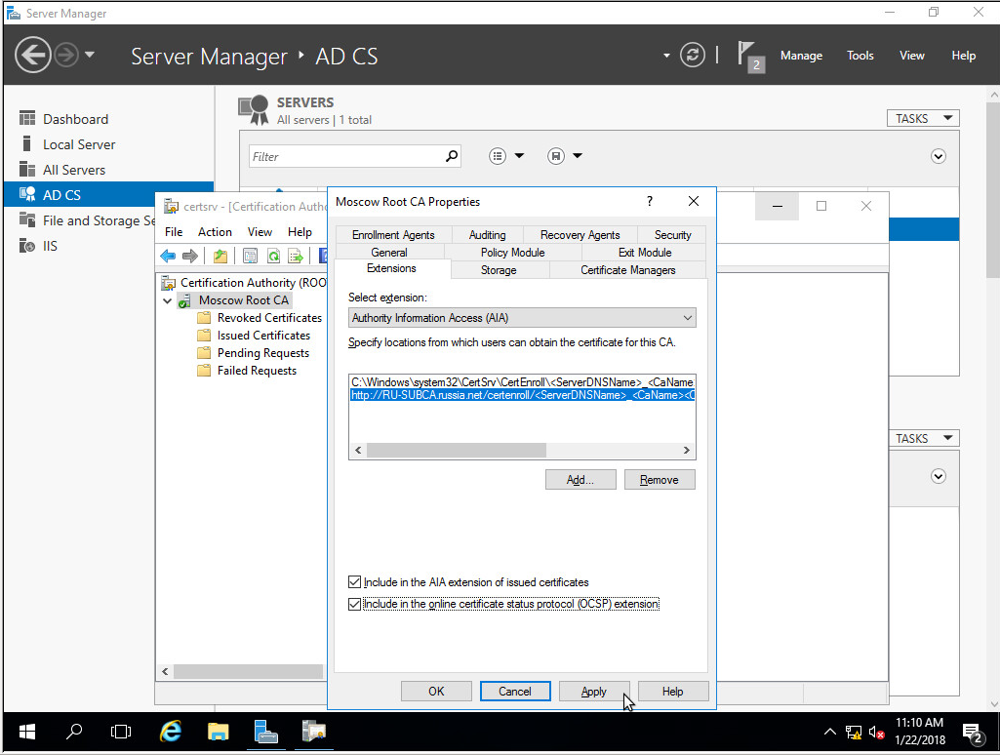 Server Manager
Server Manager ‣ AD CS
2
Manage Tools View Help
Dashboard
Local Server
All Servers
AD CS
File and Storage Se
IIS
SERVERS
All servers | 1 total
TASKS
Filter
certsrv - [Certification Autho
File Action View Help
Certification Authority (ROO
Moscow Root CA
Revoked Certificates
Issued Certificates
Pending Requests
Failed Requests
Moscow Root CA Properties
?
Enrollment Agents Auditing Recovery Agents Security
General Policy Module Exit Module
Extensions Storage Certificate Managers
Select extension:
Authority Information Access (AIA)
Specify locations from which users can obtain the certificate for this CA.
C:\Windows\system32\CertSrv\CertEnroll\<ServerDNSName>_<CaName
http://RU-SUBCA.russia.net/certenroll/<ServerDNSName>_<CaName><C
Add... Remove
Include in the AIA extension of issued certificates
Include in the online certificate status protocol (OCSP) extension
OK Cancel Apply Help
TASKS
11:10 AM
1/22/2018
2